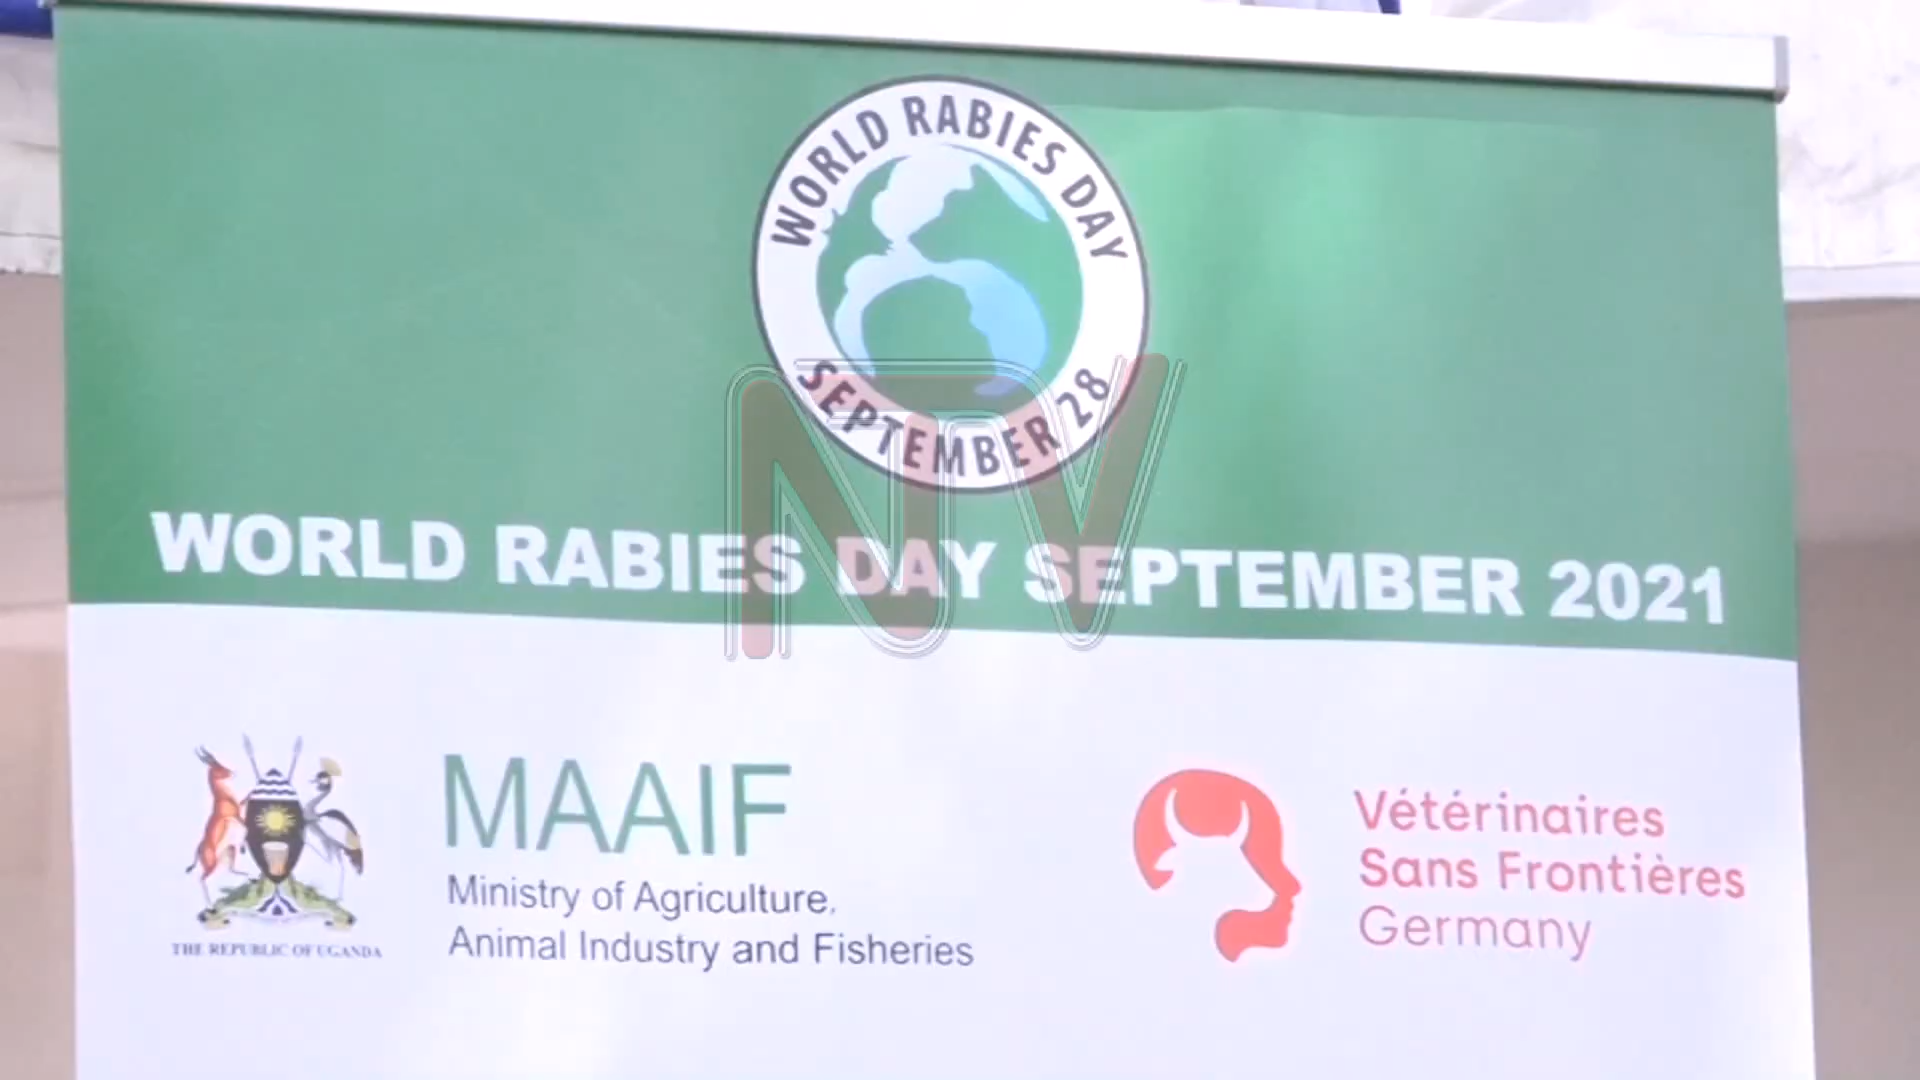 WORLD RABIES DAY
SEPTEMBER 28
NTV
WORLD RABIES DAY SEPTEMBER 2021
MAAIF
Ministry of Agriculture,
Animal Industry and Fisheries
THE REPUBLIC OF UGANDA
Vétérinaires
Sans Frontières
Germany